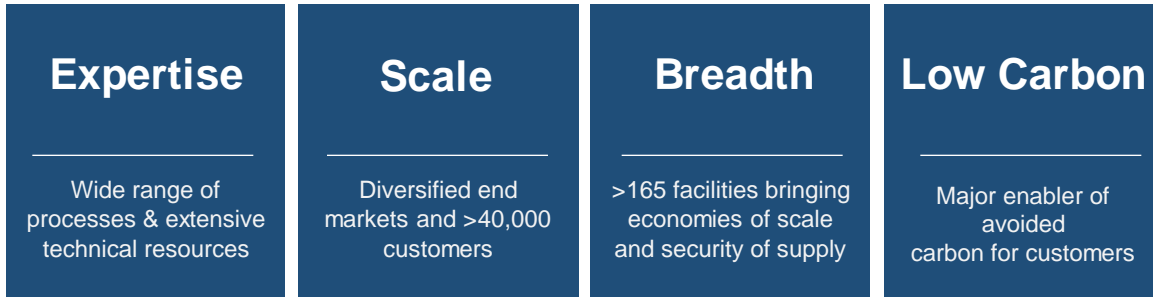 Expertise
Wide range of
processes & extensive
technical resources
Scale
Diversified end
markets and >40,000
customers
Breadth
>165 facilities bringing
economies of scale
and security of supply
Low Carbon
Major enabler of
avoided
carbon for customers